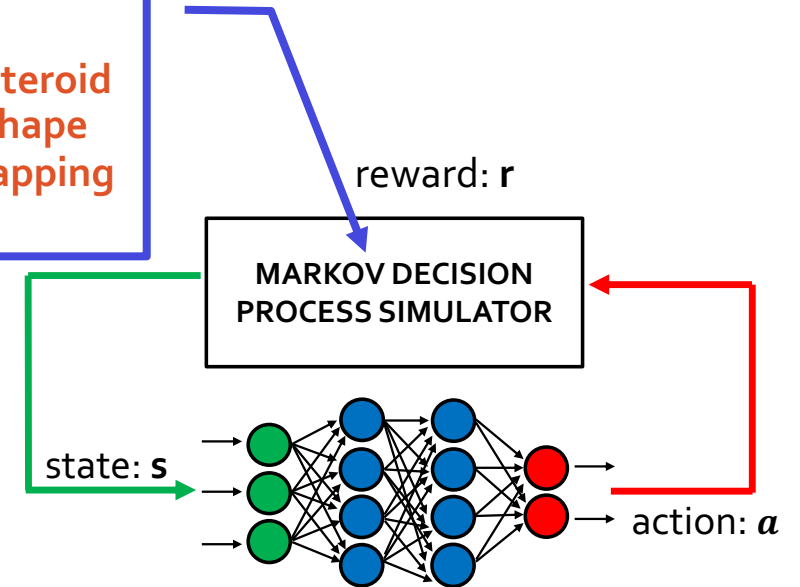 teroid
hape
apping
reward: r
MARKOV DECISION
PROCESS SIMULATOR
state: s
action: a